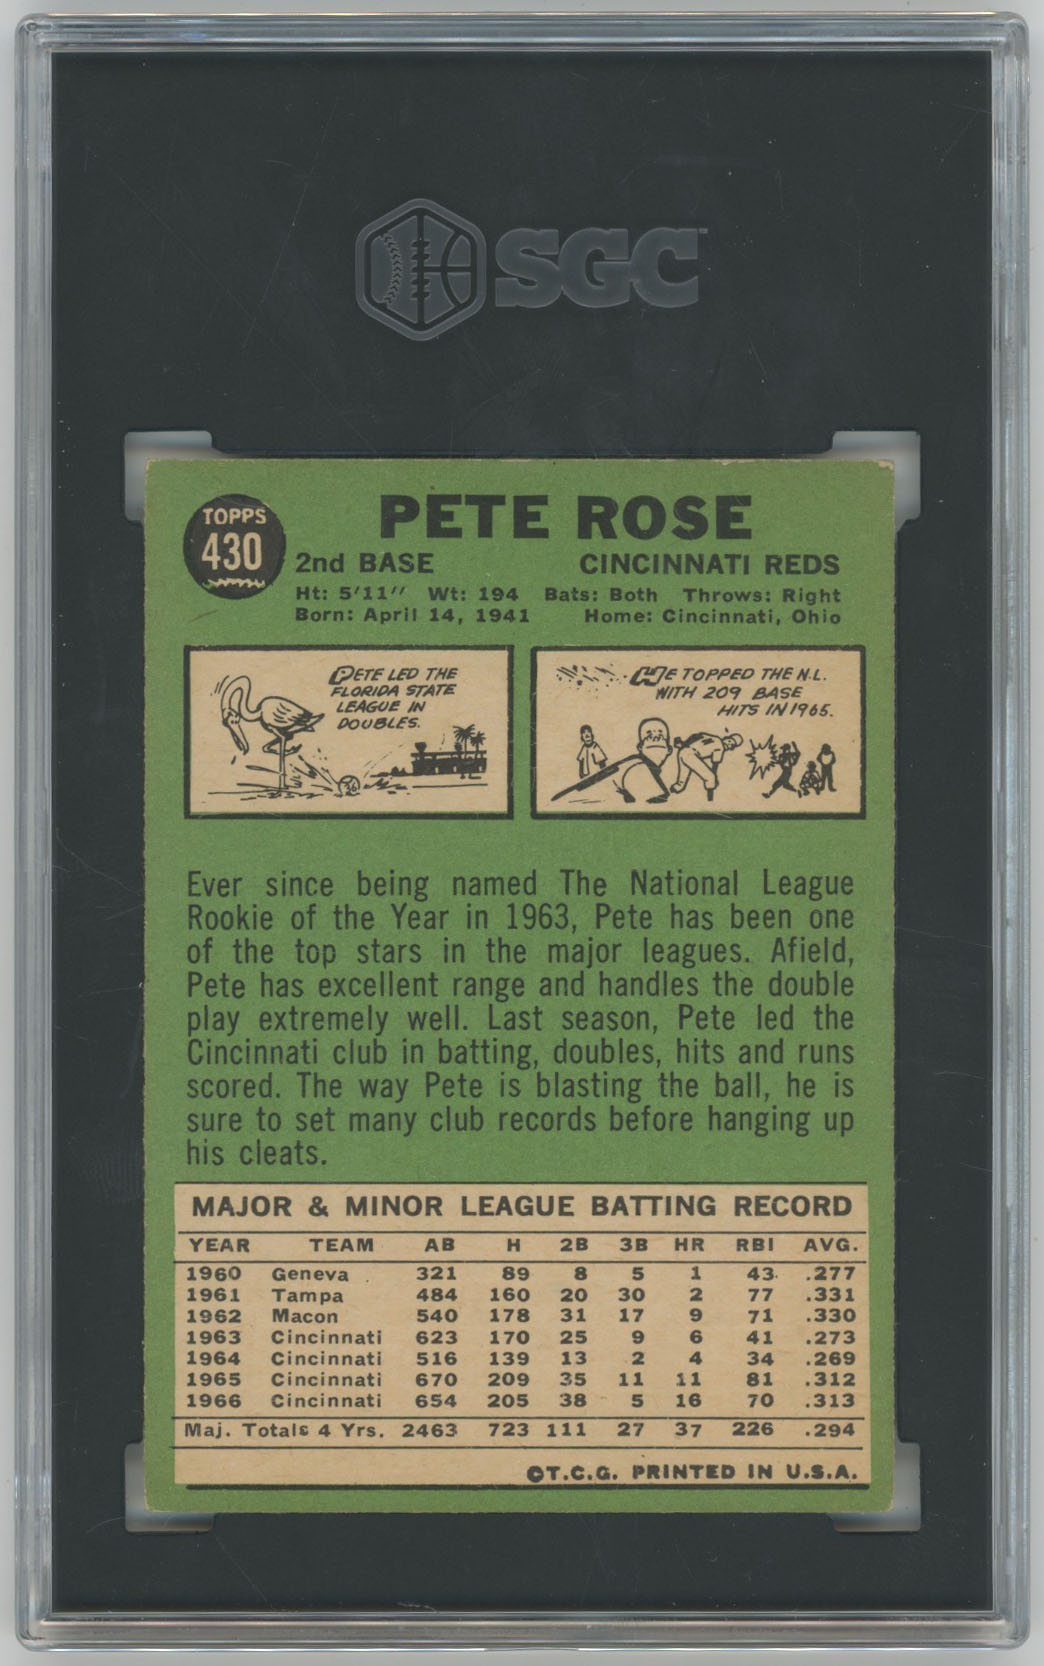 SGC
TOPPS
430
PETE ROSE
2nd BASE CINCINNATI REDS
Ht: 5'11" Wt: 194 Bats: Both Throws: Right
Born: April 14, 1941 Home: Cincinnati, Ohio
PETE LED THE
FLORIDA STATE
LEAGUE IN
DOUBLES.
36
HE TOPPED THE N.L.
WITH 209 BASE
HITS IN 1965.
Ever since being named The National League
Rookie of the Year in 1963, Pete has been one
of the top stars in the major leagues. Afield,
Pete has excellent range and handles the double
play extremely well. Last season, Pete led the
Cincinnati club in batting, doubles, hits and runs
scored. The way Pete is blasting the ball, he is
sure to set many club records before hanging up
his cleats.
MAJOR & MINOR LEAGUE BATTING RECORD
YEAR TEAM AB H 2B 3B HR RBI AVG.
1960 Geneva 321 89 8 5 1 43 .277
1961 Tampa 484 160 20 30 2 77 .331
1962 Macon 540 178 31 17 9 71 .330
1963 Cincinnati 623 170 25 9 6 41 .273
1964 Cincinnati 516 139 13 2 4 34 .269
1965 Cincinnati 670 209 35 11 11 81 .312
1966 Cincinnati 654 205 38 5 16 70 .313
Maj. Totals 4 Yrs. 2463 723 111 27 37 226 .294
©T.C.G. PRINTED IN U.S.A.